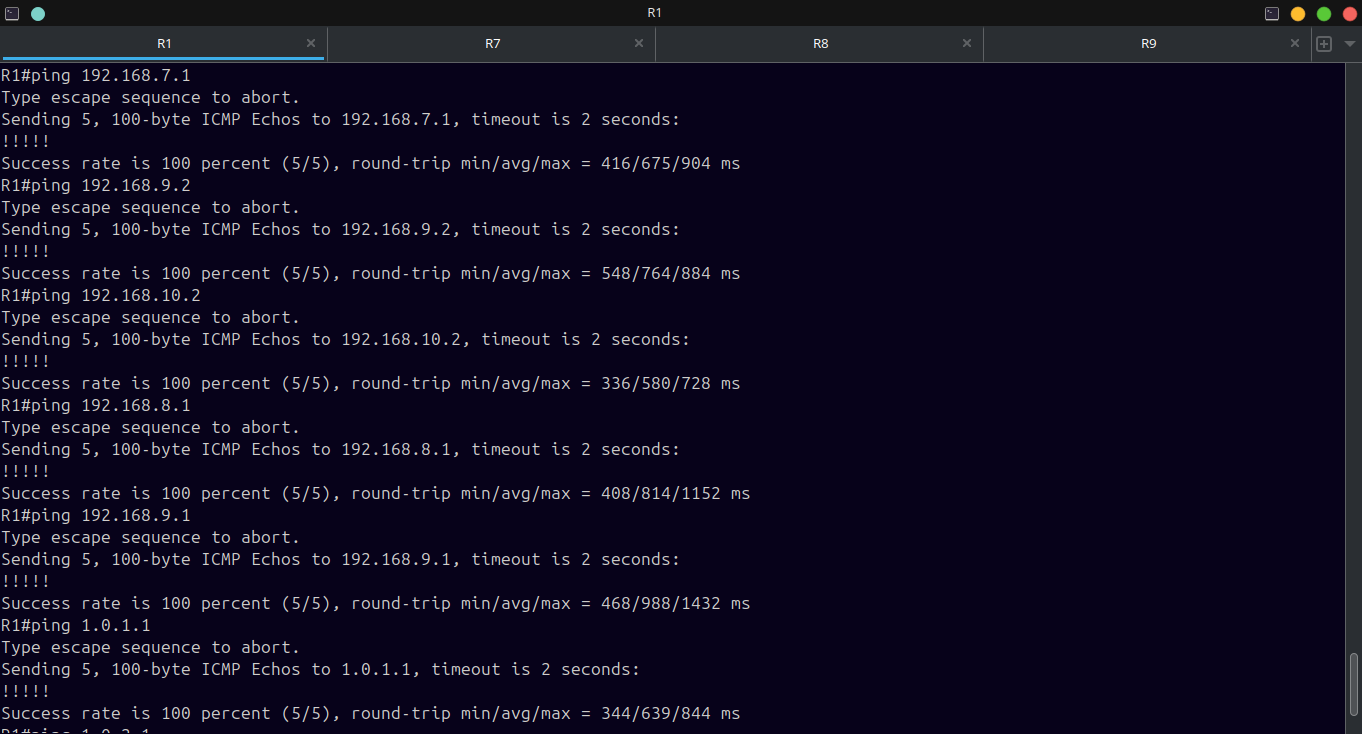 R1
R1
R7
R8
R9
R1#ping 192.168.7.1
Type escape sequence to abort.
Sending 5, 100-byte ICMP Echos to 192.168.7.1, timeout is 2 seconds:
!!!!!
Success rate is 100 percent (5/5), round-trip min/avg/max = 416/675/904 ms
R1#ping 192.168.9.2
Type escape sequence to abort.
Sending 5, 100-byte ICMP Echos to 192.168.9.2, timeout is 2 seconds:
!!!!!
Success rate is 100 percent (5/5), round-trip min/avg/max = 548/764/884 ms
R1#ping 192.168.10.2
Type escape sequence to abort.
Sending 5, 100-byte ICMP Echos to 192.168.10.2, timeout is 2 seconds:
!!!!!
Success rate is 100 percent (5/5), round-trip min/avg/max = 336/580/728 ms
R1#ping 192.168.8.1
Type escape sequence to abort.
Sending 5, 100-byte ICMP Echos to 192.168.8.1, timeout is 2 seconds:
!!!!!
Success rate is 100 percent (5/5), round-trip min/avg/max = 408/814/1152 ms
R1#ping 192.168.9.1
Type escape sequence to abort.
Sending 5, 100-byte ICMP Echos to 192.168.9.1, timeout is 2 seconds:
!!!!!
Success rate is 100 percent (5/5), round-trip min/avg/max = 468/988/1432 ms
R1#ping 1.0.1.1
Type escape sequence to abort.
Sending 5, 100-byte ICMP Echos to 1.0.1.1, timeout is 2 seconds:
!!!!!
Success rate is 100 percent (5/5), round-trip min/avg/max = 344/639/844 ms
R1#ping